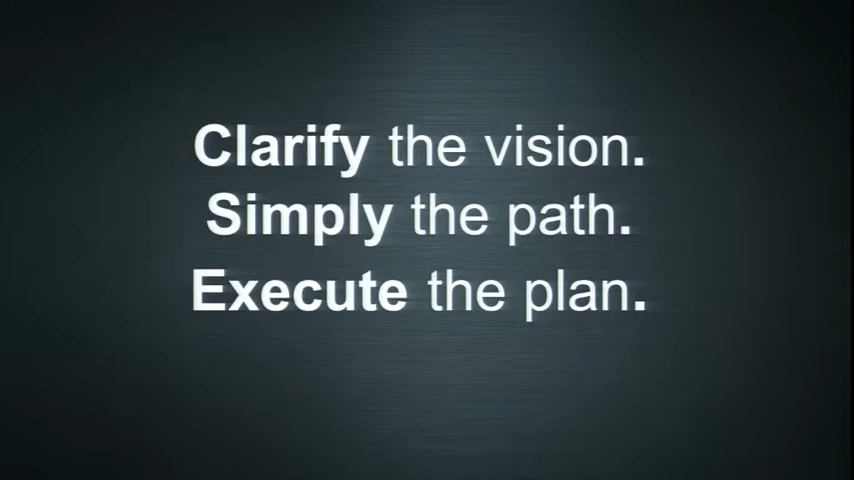 Clarify the vision.
Simply the path.
Execute the plan.